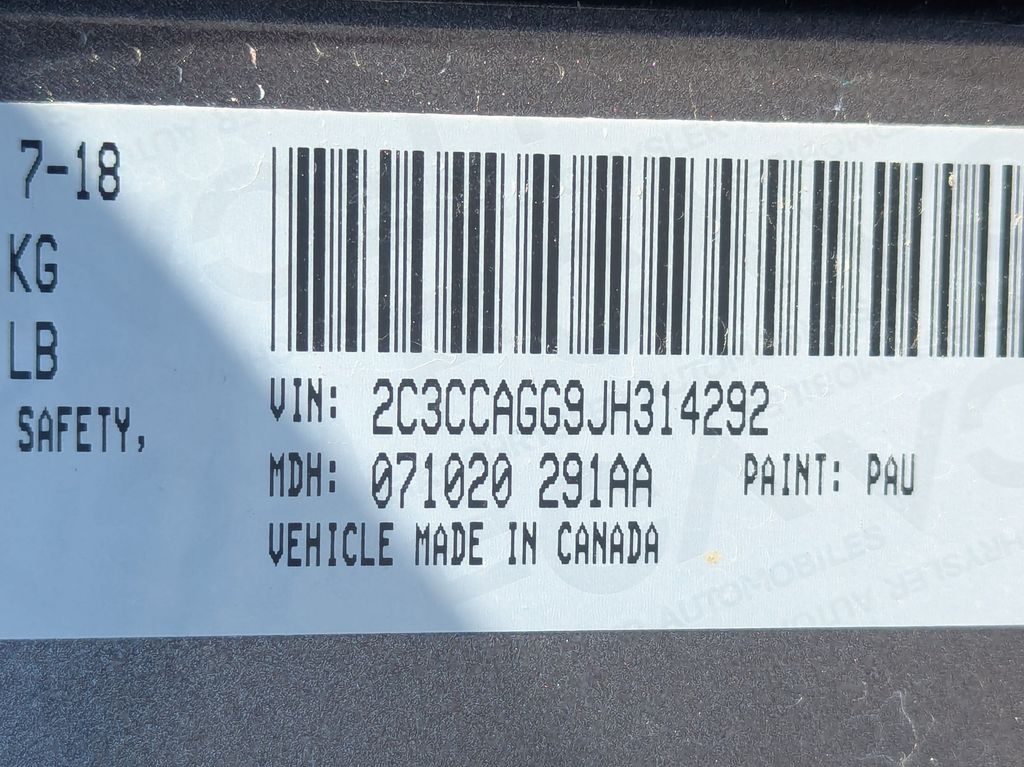 7-18
KG
LB
SAFETY,
VIN: 2C3CCAGG9JH314292
MDH: 071020 291AA PAINT: PAU
VEHICLE MADE IN CANADA